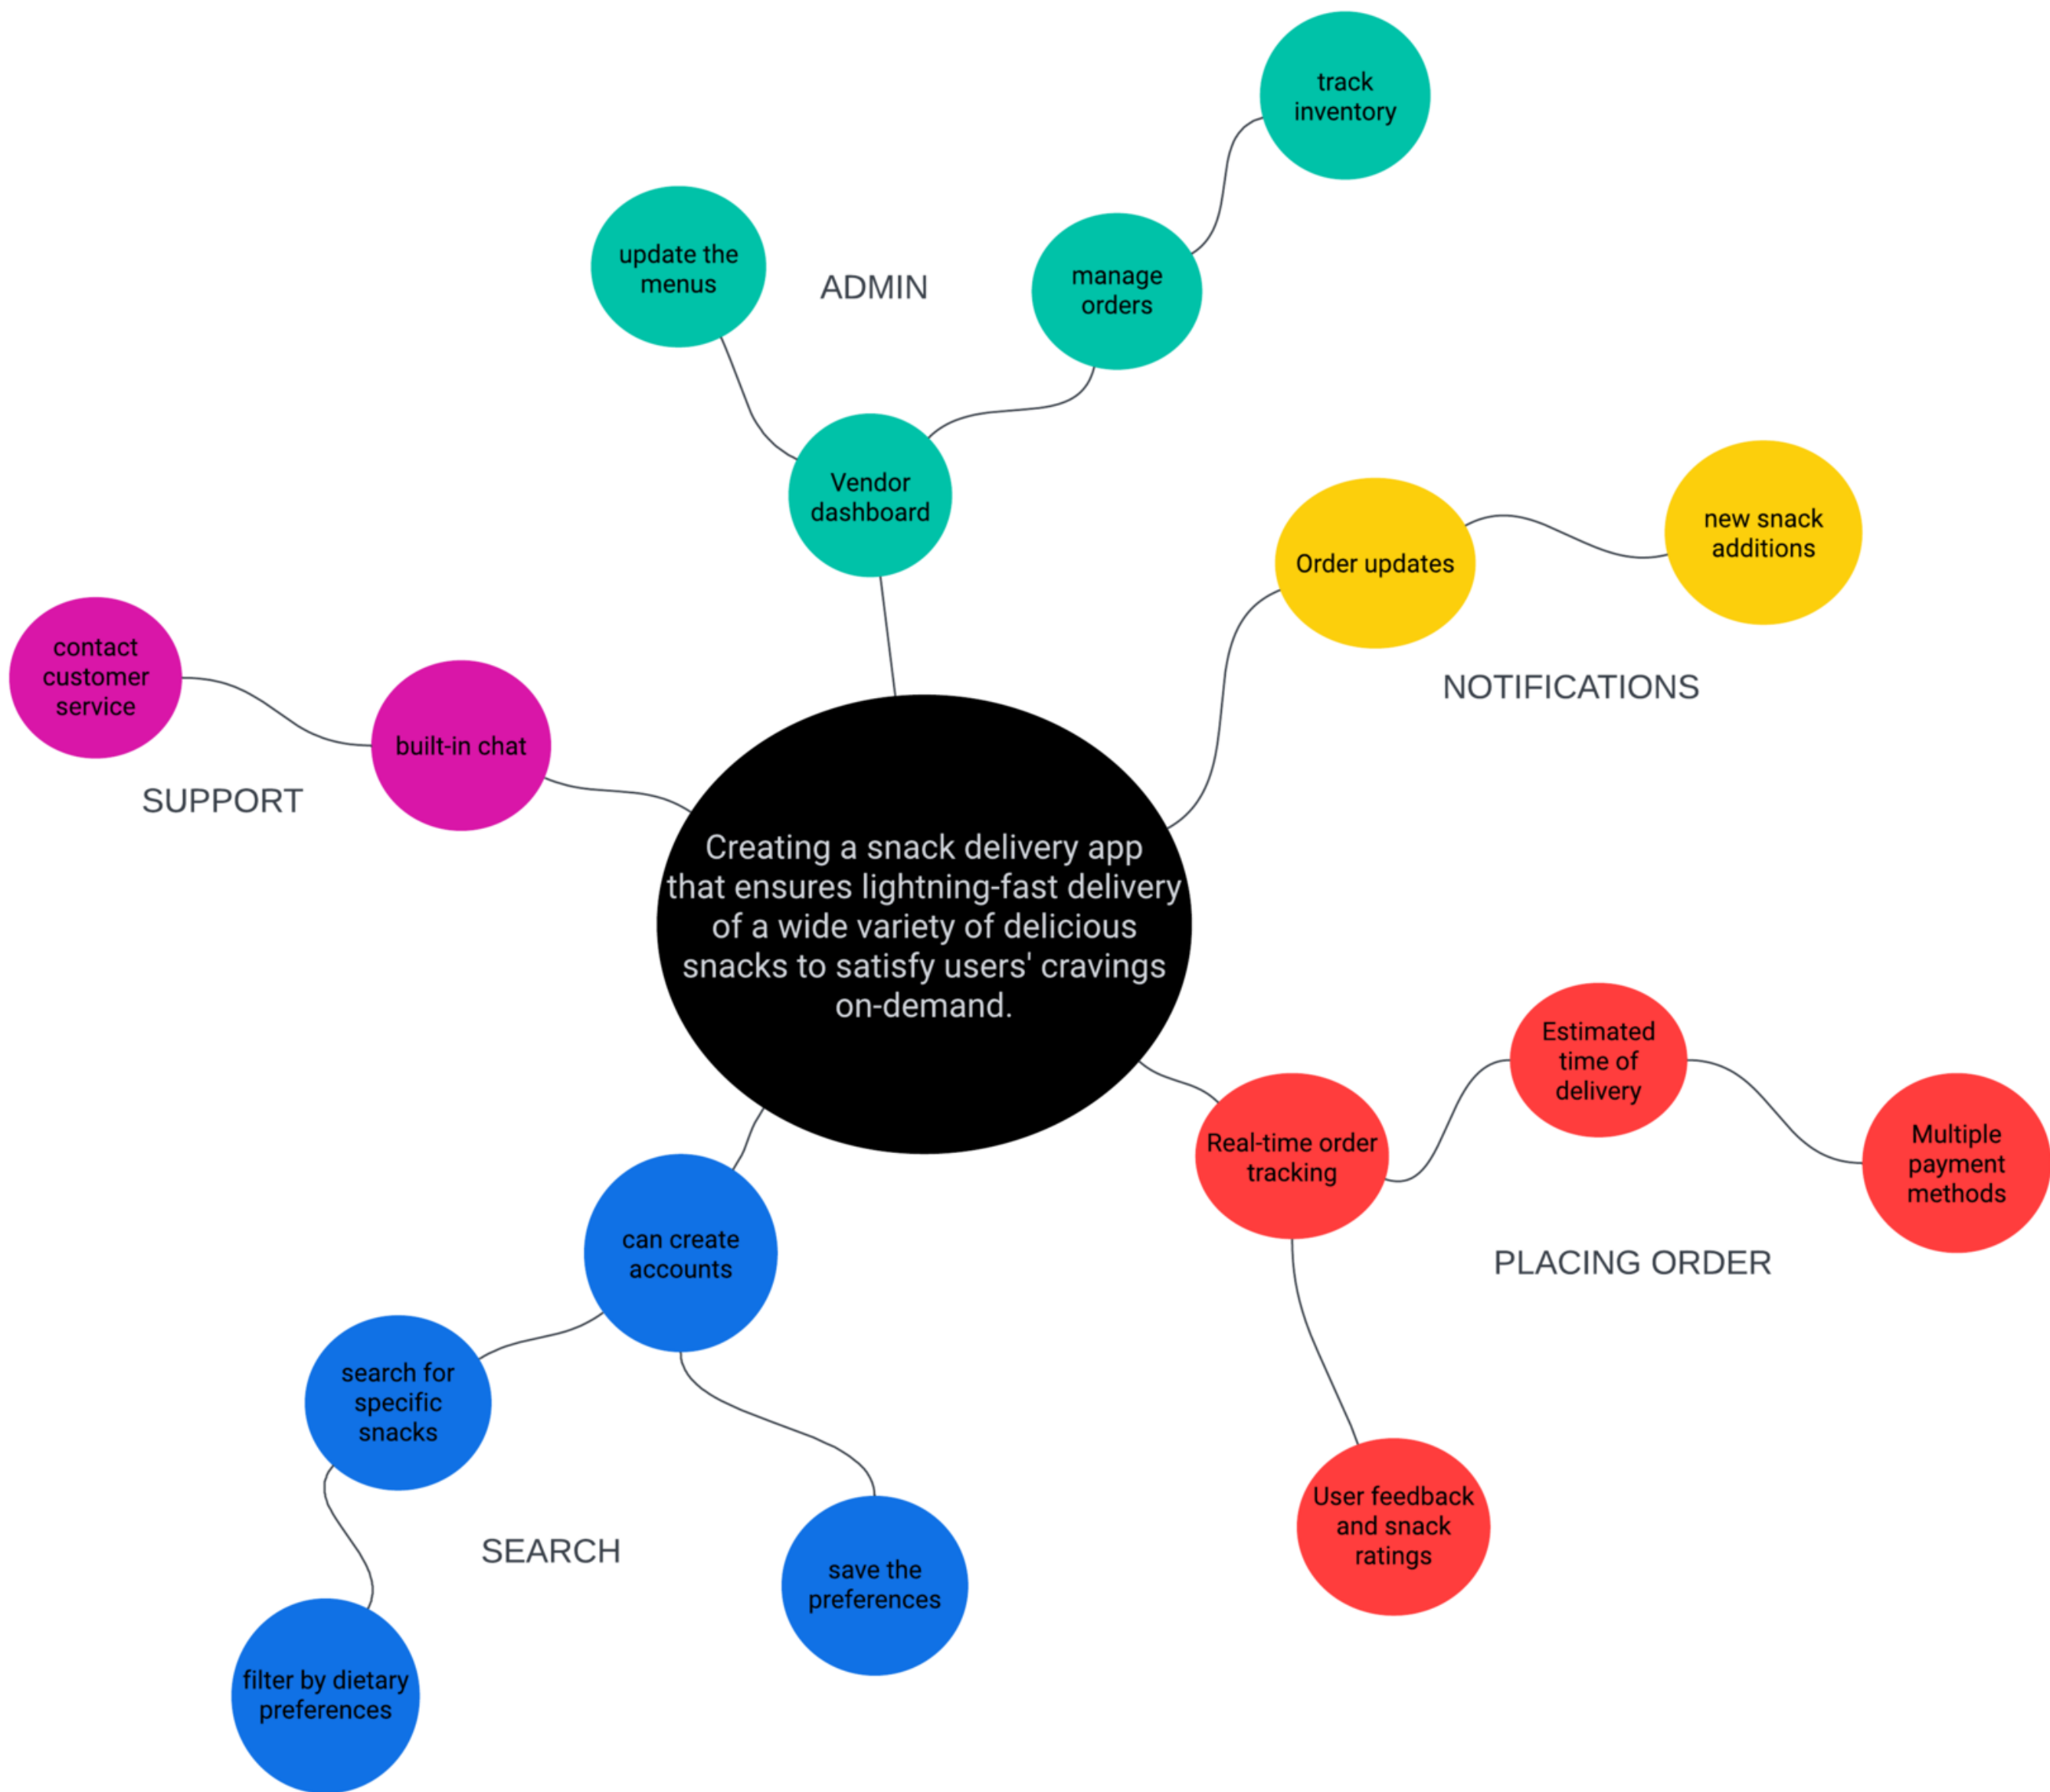 track
inventory
update the
menus
ADMIN
manage
orders
Vendor
dashboard
new snack
additions
Order updates
NOTIFICATIONS
contact
customer
service
built-in chat
SUPPORT
Creating a snack delivery app
that ensures lightning-fast delivery
of a wide variety of delicious
snacks to satisfy users' cravings
on-demand.
Estimated
time of
delivery
Real-time order
tracking
Multiple
payment
methods
PLACING ORDER
can create
accounts
search for
specific
snacks
User feedback
and snack
ratings
SEARCH
save the
preferences
filter by dietary
preferences